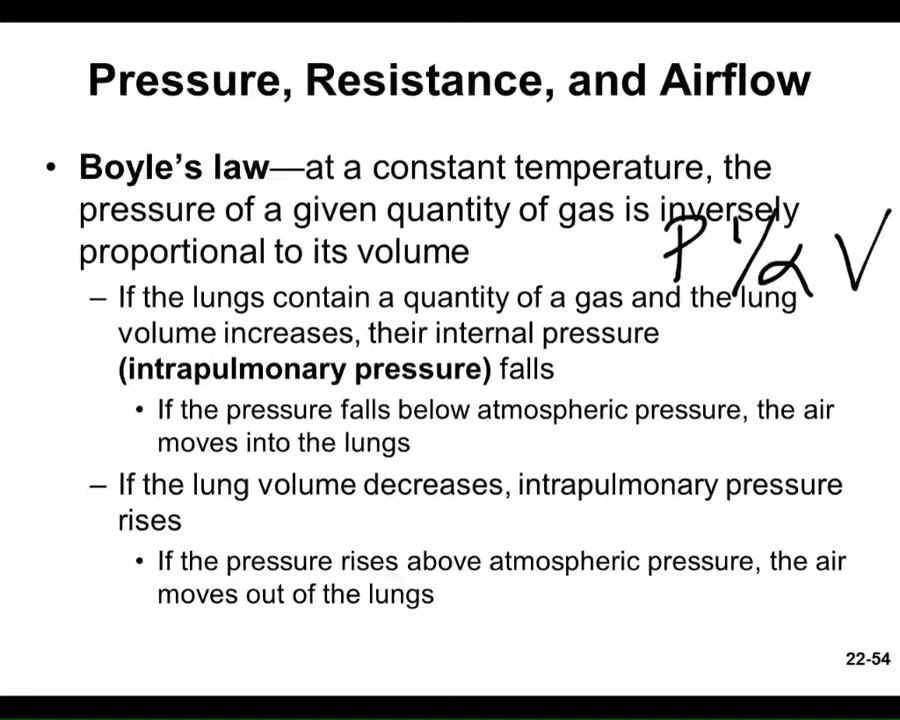 Pressure, Resistance, and Airflow
• Boyle's law—at a constant temperature, the
pressure of a given quantity of gas is inversely
proportional to its volume
P 1/α V
– If the lungs contain a quantity of a gas and the lung
volume increases, their internal pressure
(intrapulmonary pressure) falls
• If the pressure falls below atmospheric pressure, the air
moves into the lungs
– If the lung volume decreases, intrapulmonary pressure
rises
• If the pressure rises above atmospheric pressure, the air
moves out of the lungs
22-54